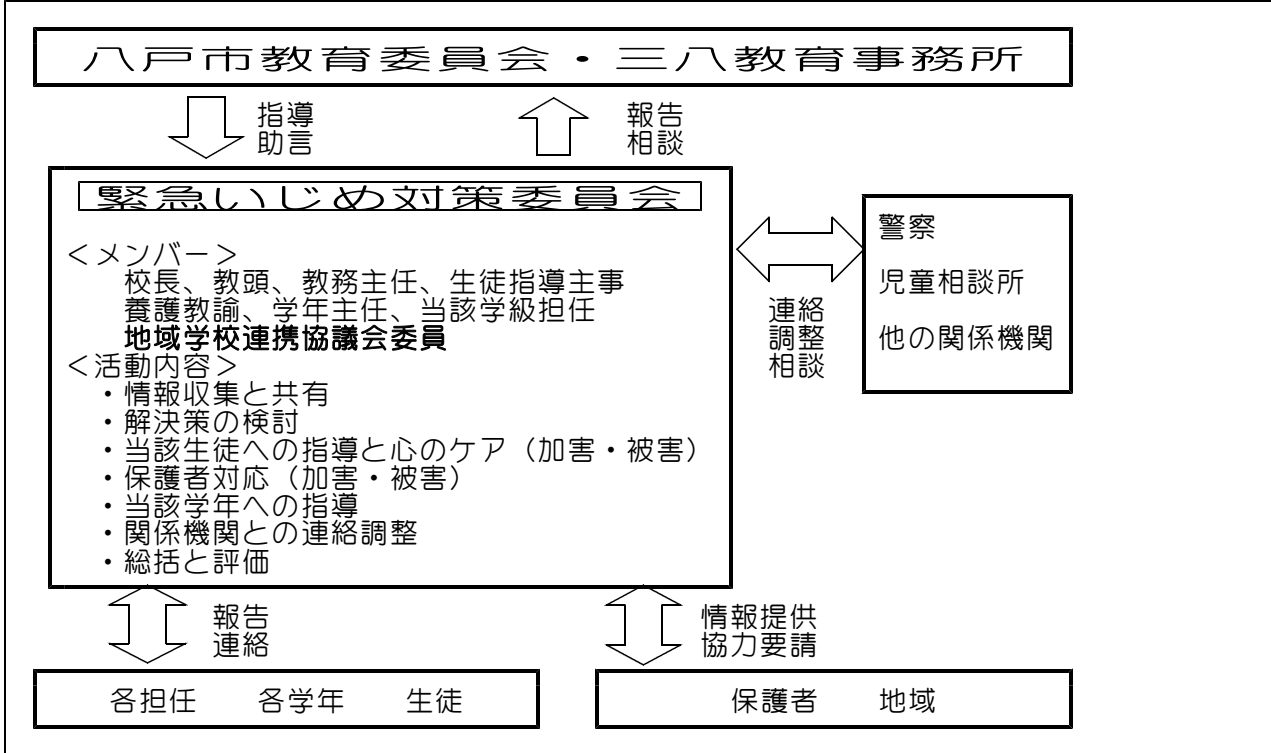 八戸市教育委員会・三八教育事務所
指導
助言
報告
相談
緊急いじめ対策委員会
＜メンバー＞
校長、教頭、教務主任、生徒指導主事
養護教諭、学年主任、当該学級担任
地域学校連携協議会委員
＜活動内容＞
・情報収集と共有
・解決策の検討
・当該生徒への指導と心のケア（加害・被害）
・保護者対応（加害・被害）
・当該学年への指導
・関係機関との連絡調整
・総括と評価
連絡
調整
相談
警察
児童相談所
他の関係機関
報告
連絡
情報提供
協力要請
各担任　各学年　生徒
保護者　地域